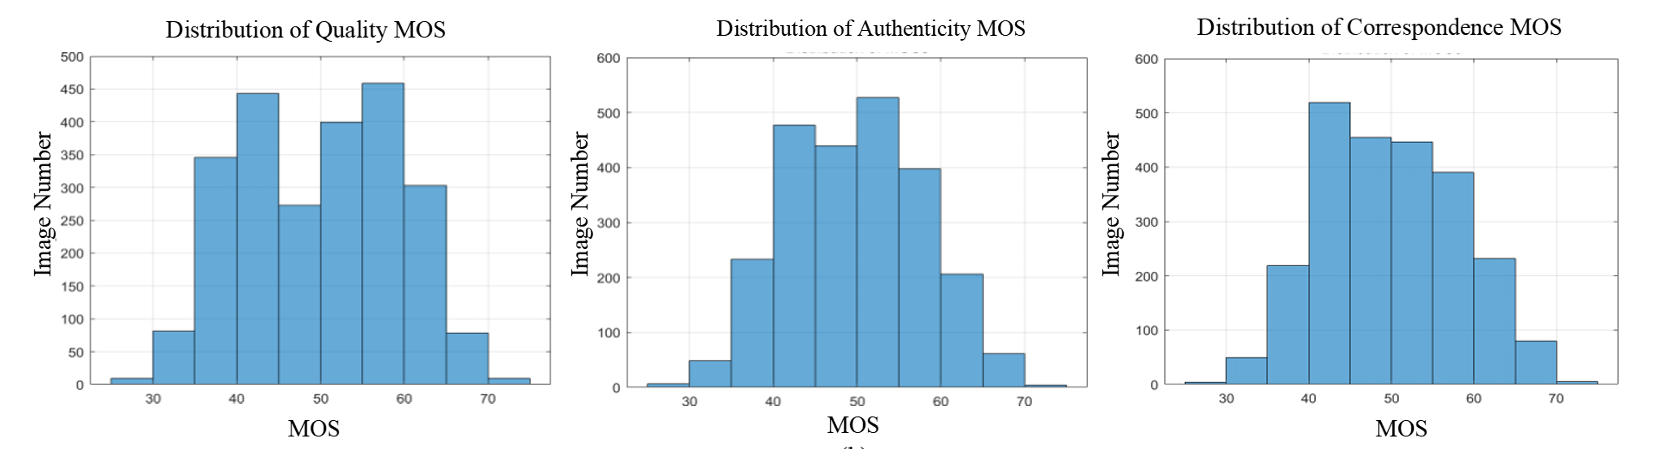 Distribution of Quality MOS
500
450
400
350
300
250
200
150
100
50
0
30 40 50 60 70
Image Number
MOS
Distribution of Authenticity MOS
600
500
400
300
200
100
0
30 40 50 60 70
Image Number
MOS
Distribution of Correspondence MOS
600
500
400
300
200
100
0
30 40 50 60 70
Image Number
MOS